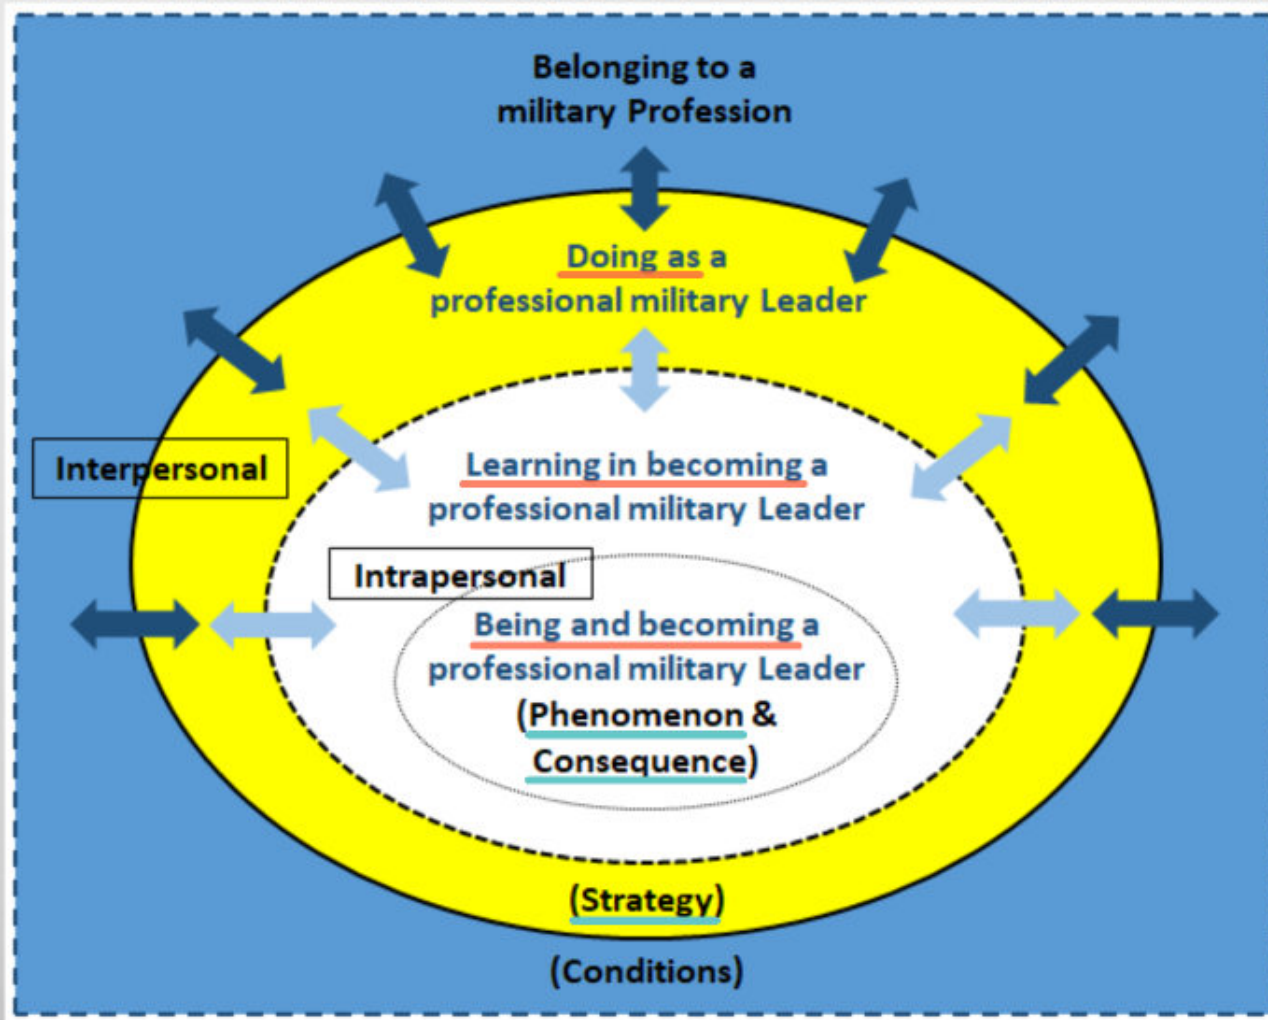 Belonging to a
military Profession
Doing as a
professional military Leader
Interpersonal
Learning in becoming a
professional military Leader
Intrapersonal
Being and becoming a
professional military Leader
(Phenomenon &
Consequence)
(Strategy)
(Conditions)